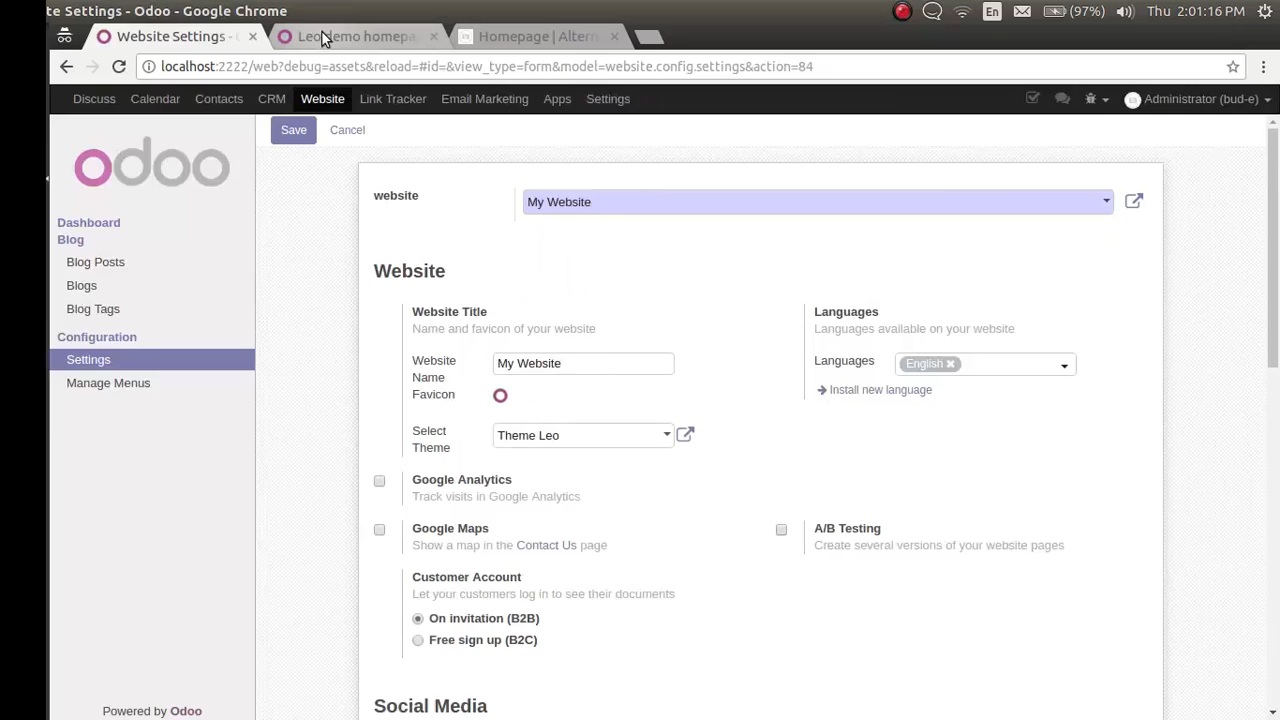 te Settings - Odoo - Google Chrome
En
(97%)
Thu 2:01:16 PM
Website Settings -
Leo demo homepa
Homepage | Altern
localhost:2222/web?debug=assets&reload=#id=&view_type=form&model=website.config.settings&action=84
Discuss
Calendar
Contacts
CRM
Website
Link Tracker
Email Marketing
Apps
Settings
Administrator (bud-e)
odoo
Save
Cancel
Dashboard
Blog
Blog Posts
Blogs
Blog Tags
Configuration
Settings
Manage Menus
Powered by Odoo
website
My Website
Website
Website Title
Name and favicon of your website
Website
Name
My Website
Favicon
Select
Theme
Theme Leo
Languages
Languages available on your website
Languages
English
Install new language
Google Analytics
Track visits in Google Analytics
Google Maps
Show a map in the Contact Us page
A/B Testing
Create several versions of your website pages
Customer Account
Let your customers log in to see their documents
On invitation (B2B)
Free sign up (B2C)
Social Media